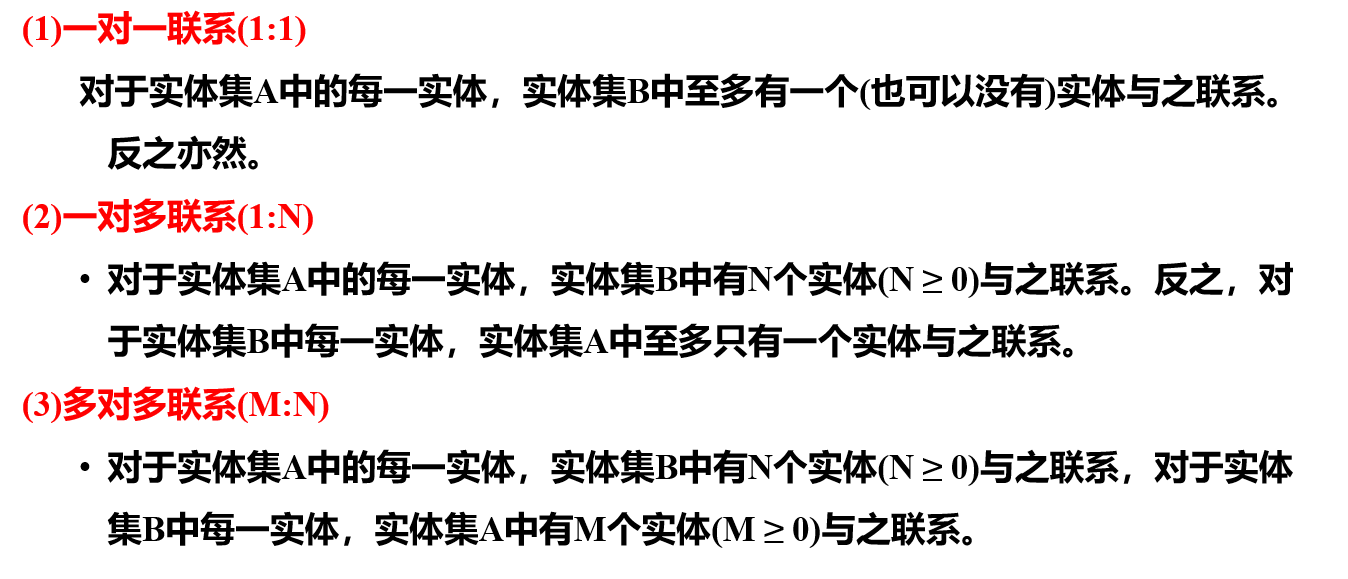 (1)一对一联系(1:1)
对于实体集A中的每一实体，实体集B中至多有一个(也可以没有)实体与之联系。
反之亦然。
(2)一对多联系(1:N)
• 对于实体集A中的每一实体，实体集B中有N个实体(N ≥ 0)与之联系。反之，对
于实体集B中每一实体，实体集A中至多只有一个实体与之联系。
(3)多对多联系(M:N)
• 对于实体集A中的每一实体，实体集B中有N个实体(N ≥ 0)与之联系，对于实体
集B中每一实体，实体集A中有M个实体(M ≥ 0)与之联系。